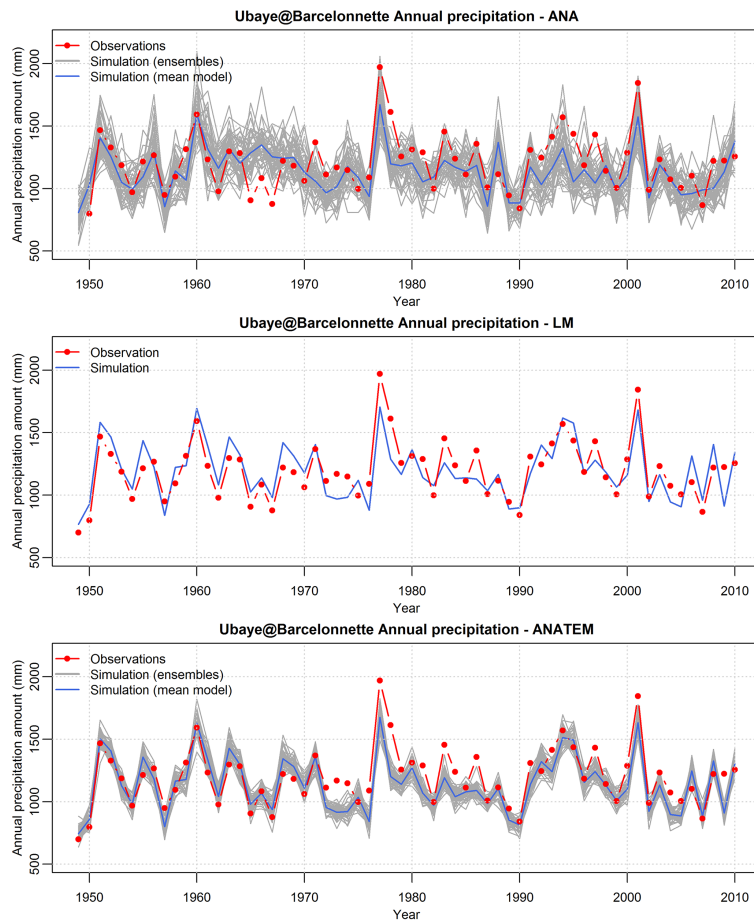 Ubaye@Barcelonnette Annual precipitation - ANA
Annual precipitation amount (mm)
2000
1500
1000
500
Observations
Simulation (ensembles)
Simulation (mean model)
1950 1960 1970 1980 1990 2000 2010
Year
Ubaye@Barcelonnette Annual precipitation - LM
Annual precipitation amount (mm)
2000
1500
1000
500
Observation
Simulation
1950 1960 1970 1980 1990 2000 2010
Year
Ubaye@Barcelonnette Annual precipitation - ANATEM
Annual precipitation amount (mm)
2000
1500
1000
500
Observations
Simulation (ensembles)
Simulation (mean model)
1950 1960 1970 1980 1990 2000 2010
Year